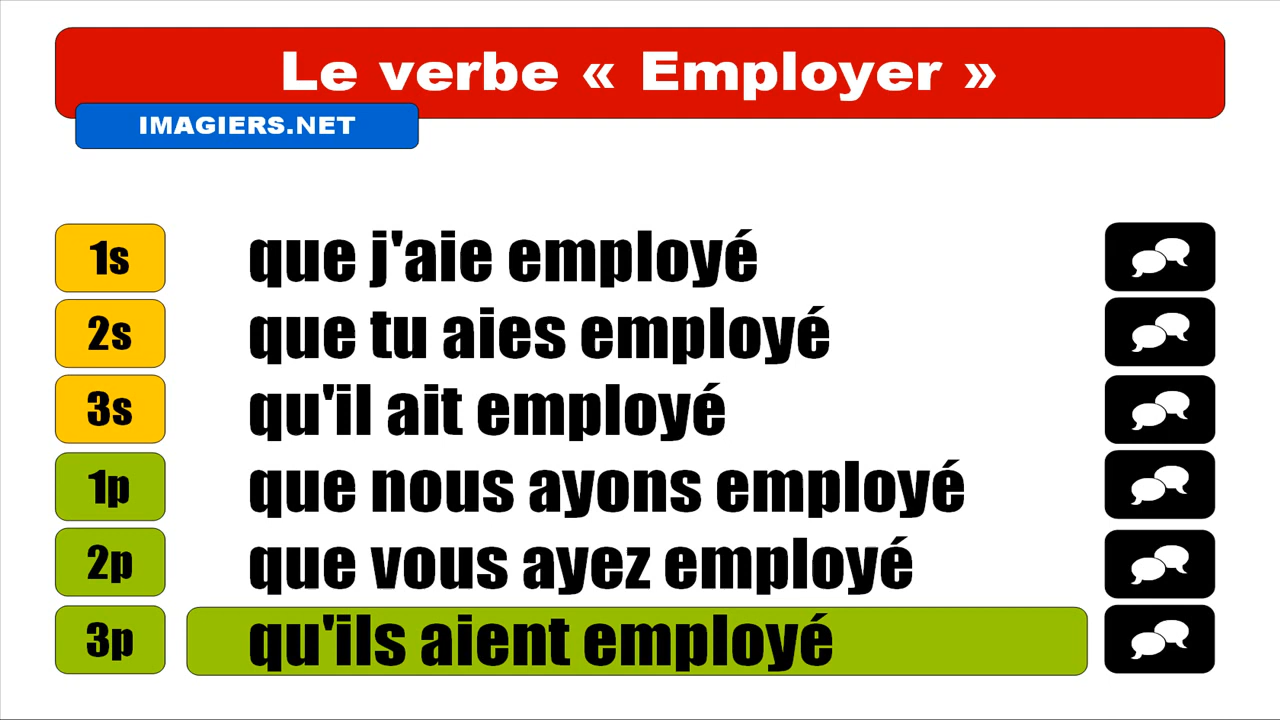 Le verbe « Employer »
IMAGIERS.NET
1s que j'aie employé
2s que tu aies employé
3s qu'il ait employé
1p que nous ayons employé
2p que vous ayez employé
3p qu'ils aient employé